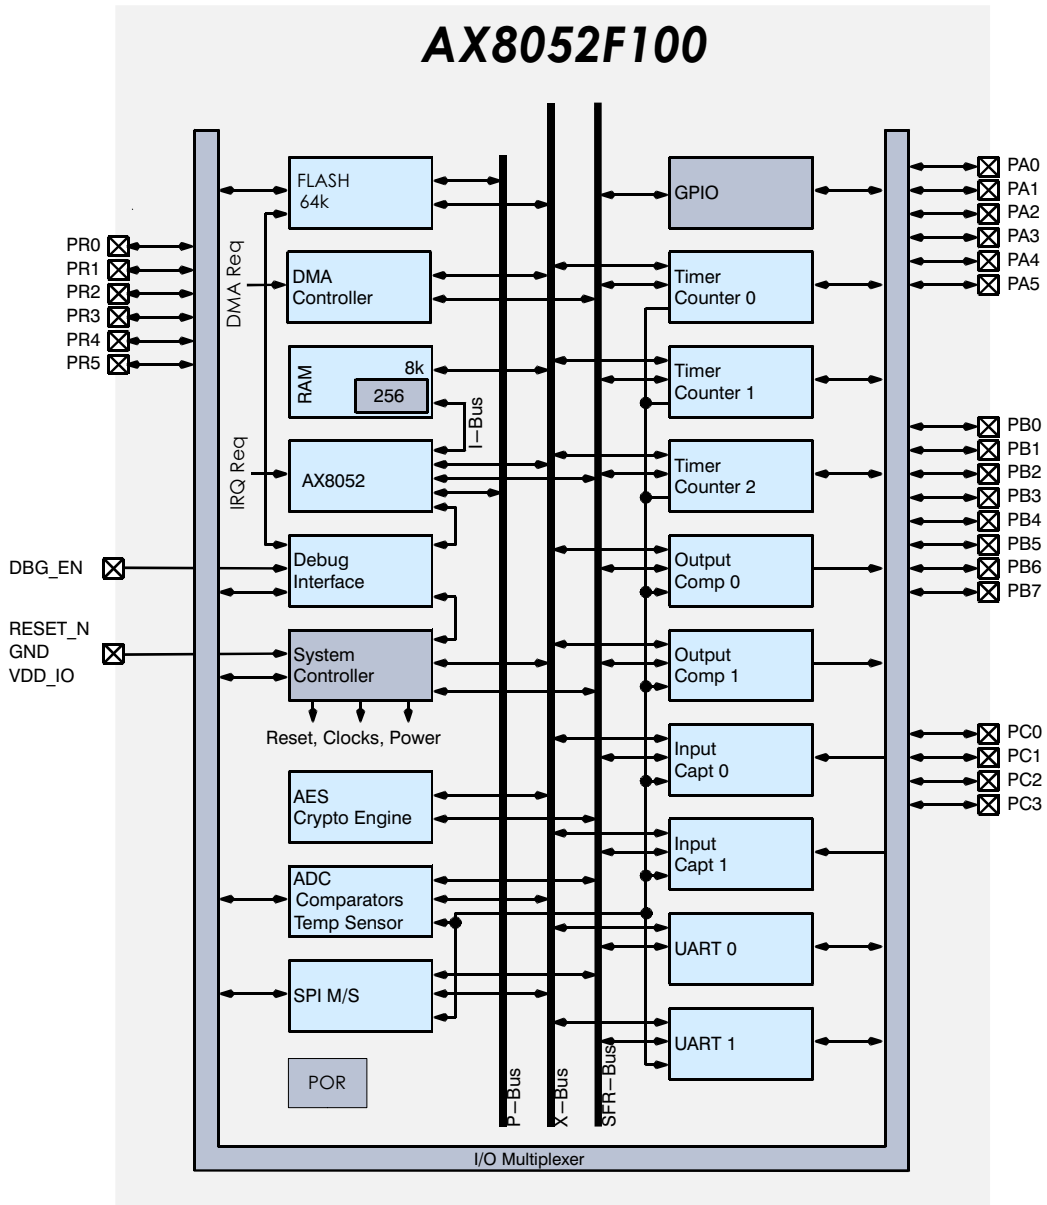 AX8052F100
FLASH
64k
DMA
Controller
RAM
8k
256
AX8052
Debug
Interface
System
Controller
Reset, Clocks, Power
AES
Crypto Engine
ADC
Comparators
Temp Sensor
SPI M/S
POR
DMA Req
IRQ Req
I-Bus
P-Bus
X-Bus
SFR-Bus
GPIO
Timer
Counter 0
Timer
Counter 1
Timer
Counter 2
Output
Comp 0
Output
Comp 1
Input
Capt 0
Input
Capt 1
UART 0
UART 1
I/O Multiplexer
PR0
PR1
PR2
PR3
PR4
PR5
DBG_EN
RESET_N
GND
VDD_IO
PA0
PA1
PA2
PA3
PA4
PA5
PB0
PB1
PB2
PB3
PB4
PB5
PB6
PB7
PC0
PC1
PC2
PC3